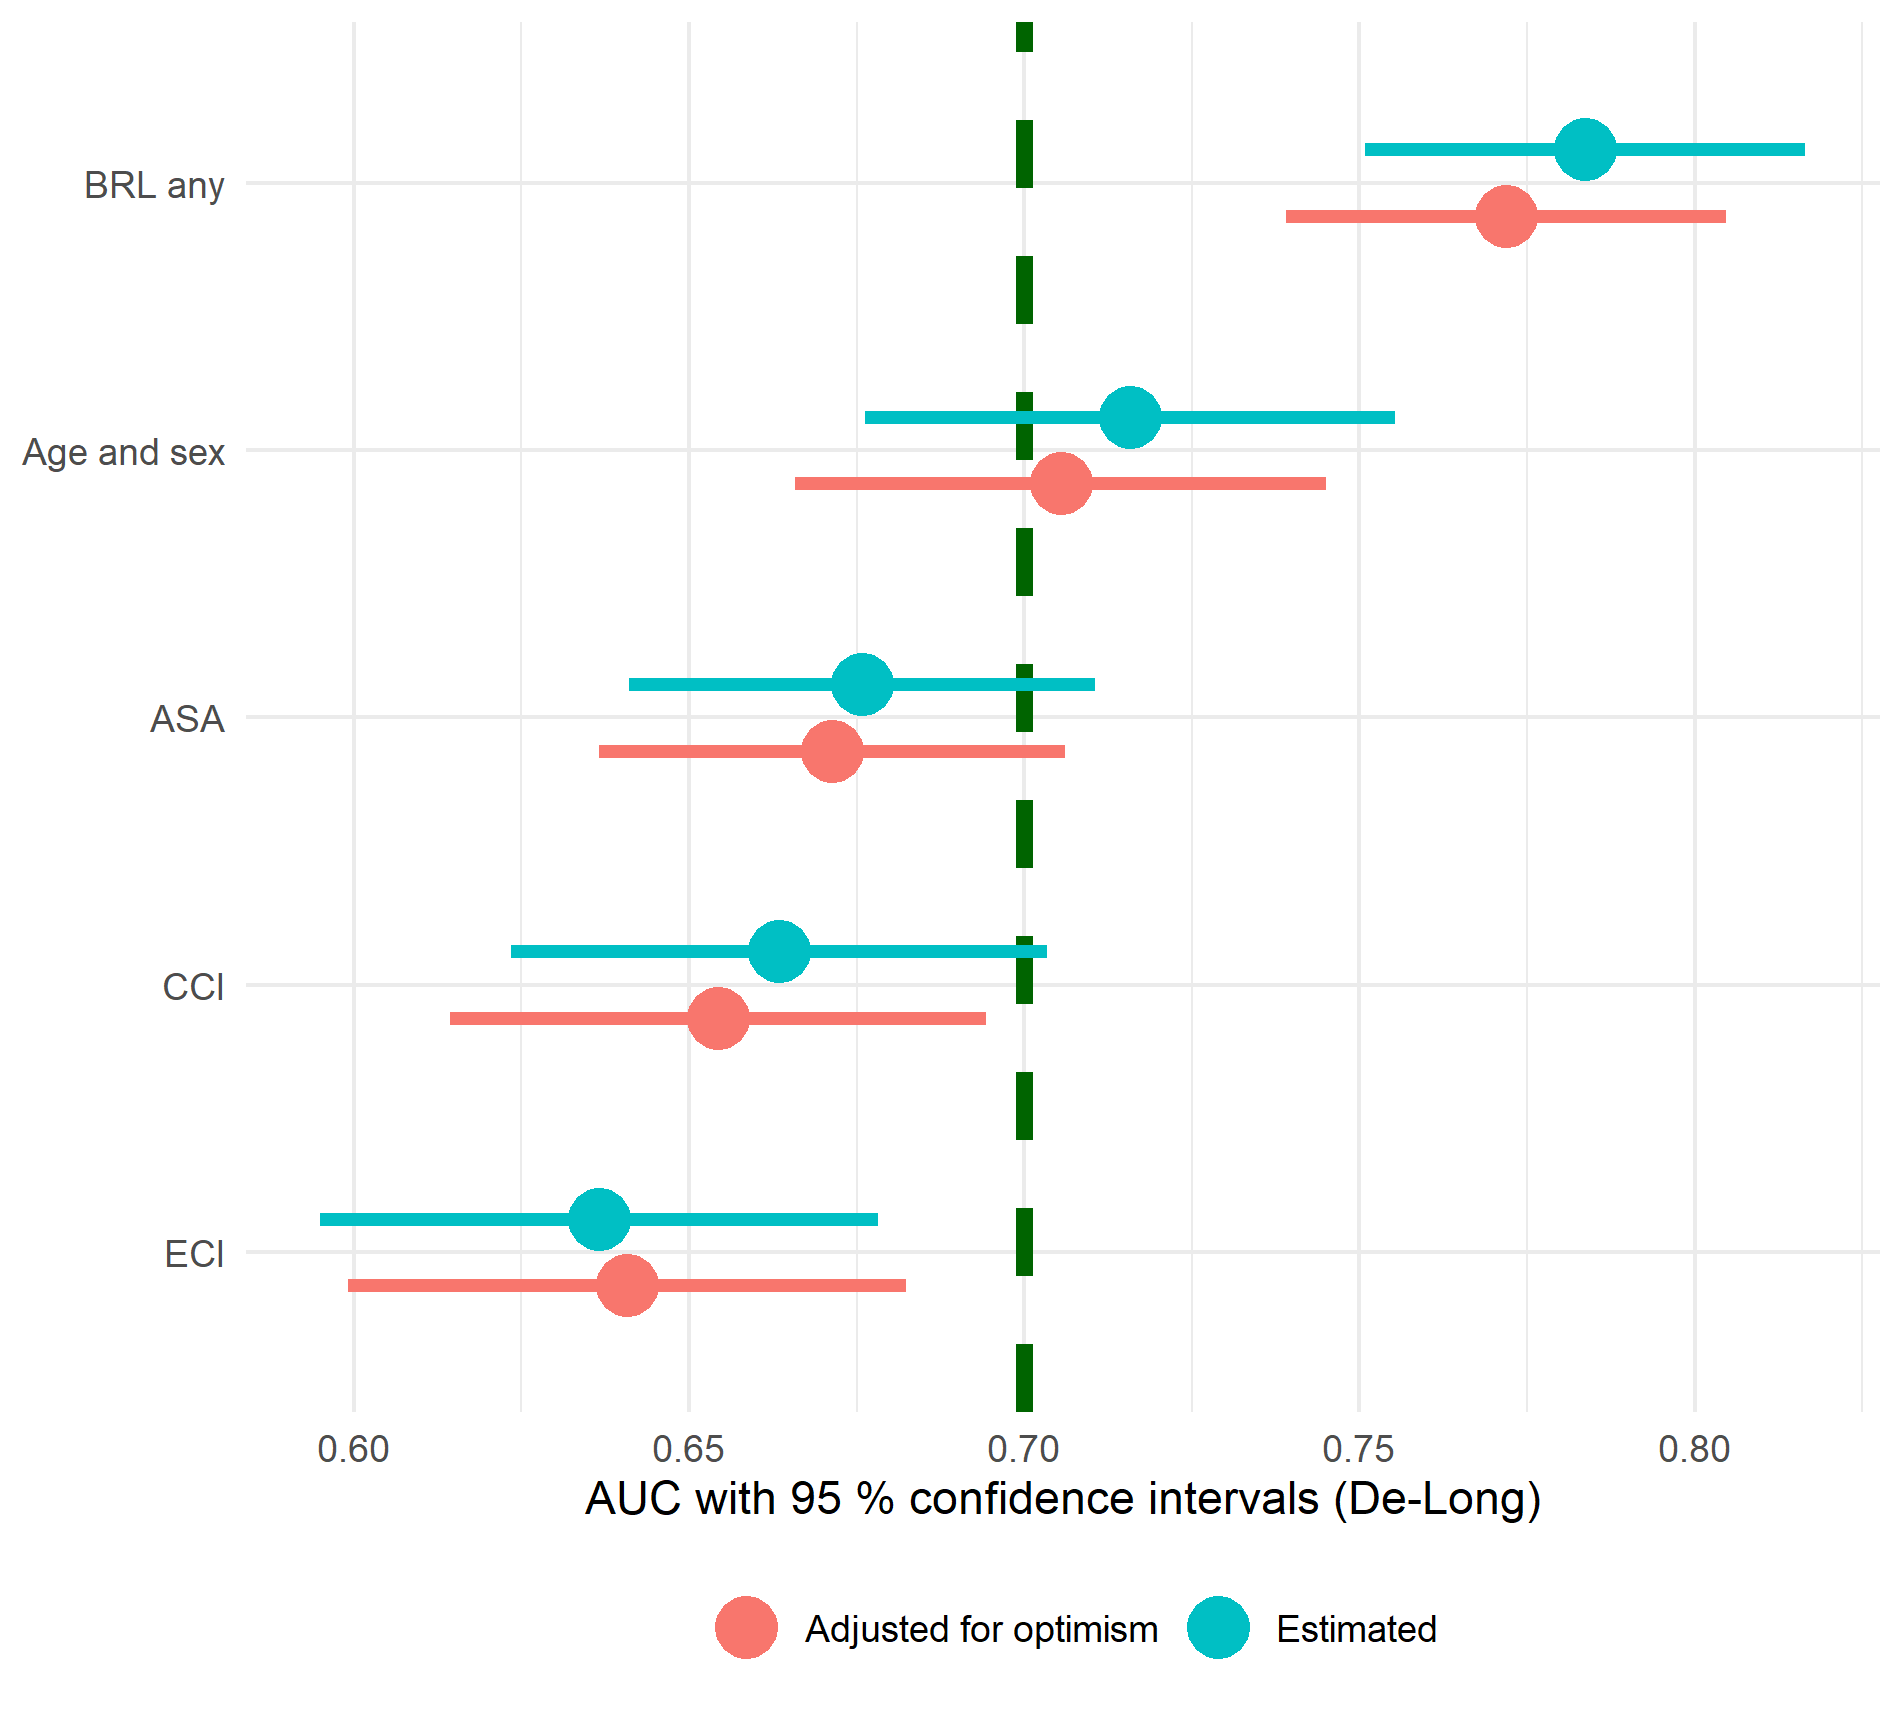 BRL any
Age and sex
ASA
CCI
ECI
0.60 0.65 0.70 0.75 0.80
AUC with 95 % confidence intervals (De-Long)
Adjusted for optimism Estimated